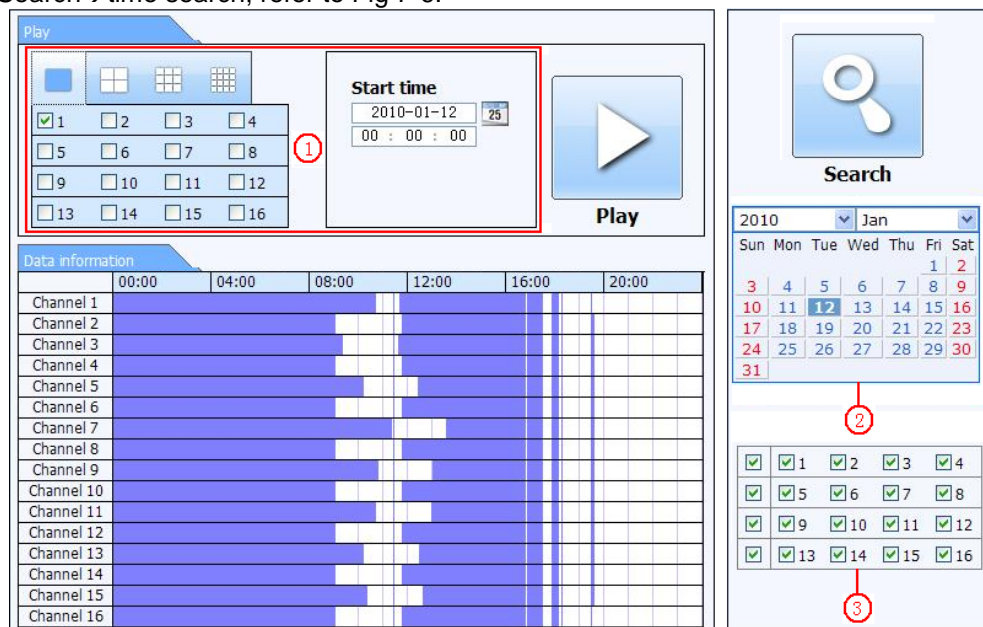 Search→time search, refer to Fig
Play
1 2 3 4
5 6 7 8
9 10 11 12
13 14 15 16
①
Start time
2010-01-12
25
00 : 00 : 00
Play
Data information
00:00 04:00 08:00 12:00 16:00 20:00
Channel 1
Channel 2
Channel 3
Channel 4
Channel 5
Channel 6
Channel 7
Channel 8
Channel 9
Channel 10
Channel 11
Channel 12
Channel 13
Channel 14
Channel 15
Channel 16
Search
2010 Jan
Sun Mon Tue Wed Thu Fri Sat
1 2
3 4 5 6 7 8 9
10 11 12 13 14 15 16
17 18 19 20 21 22 23
24 25 26 27 28 29 30
31
②
1 2 3 4
5 6 7 8
9 10 11 12
13 14 15 16
③